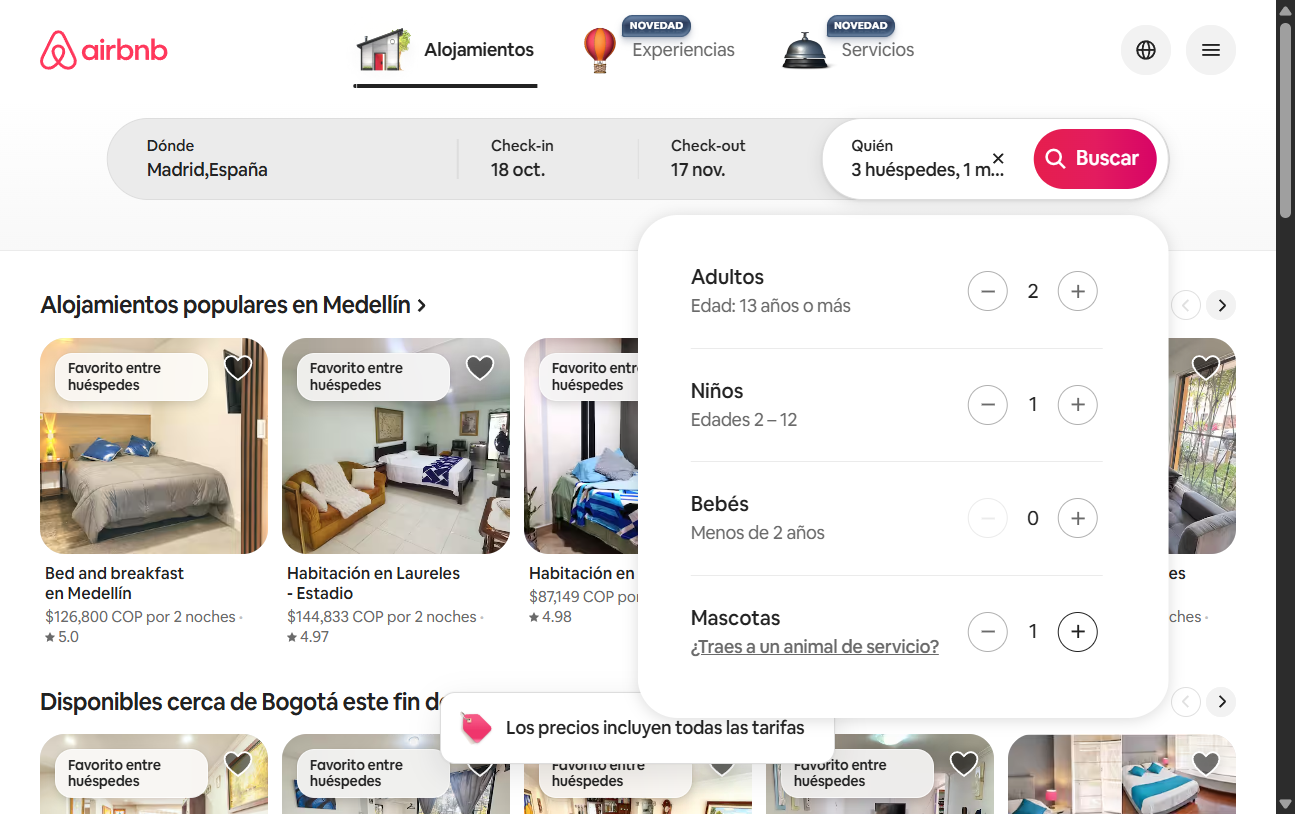 airbnb
Alojamientos
NOVEDAD
Experiencias
NOVEDAD
Servicios
Dónde
Madrid,España
Check-in
18 oct.
Check-out
17 nov.
Quién
3 huéspedes, 1 m...
Buscar
Adultos
Edad: 13 años o más
2
Niños
Edades 2 – 12
1
Bebés
Menos de 2 años
0
Mascotas
¿Traes a un animal de servicio?
1
Alojamientos populares en Medellín
Favorito entre
huéspedes
Bed and breakfast
en Medellín
$126,800 COP por 2 noches ·
5.0
Favorito entre
huéspedes
Habitación en Laureles
- Estadio
$144,833 COP por 2 noches ·
4.97
Favorito entre
huéspedes
Habitación en
$87,149 COP
4.98
Disponibles cerca de Bogotá este fin
Los precios incluyen todas las tarifas
Favorito entre
huéspedes
Favorito entre
huéspedes
Favorito entre
huéspedes
Favorito entre
huéspedes